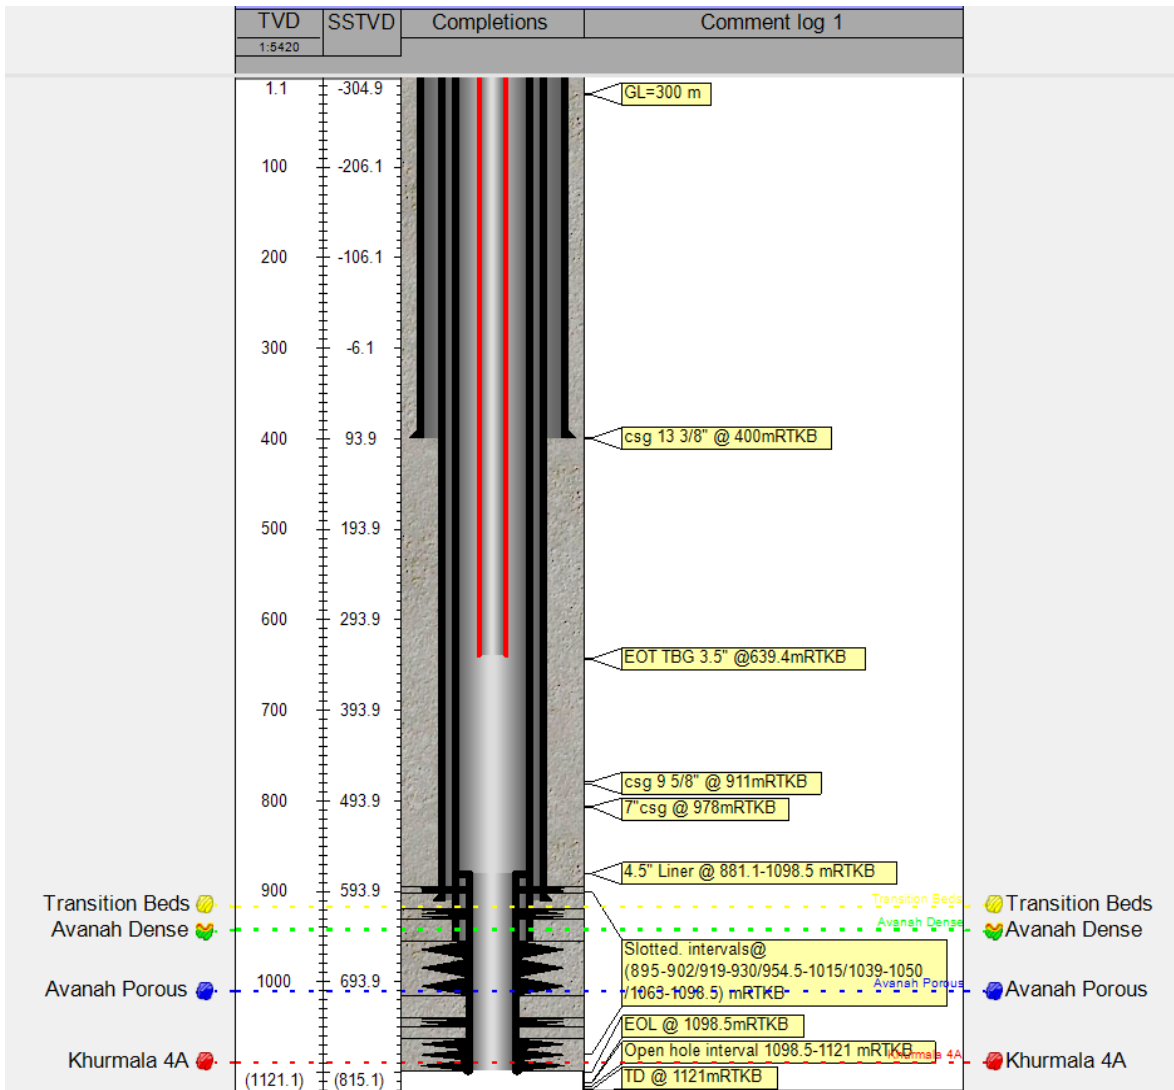 TVD SSTVD Completions Comment log 1
1:5420
1.1 -304.9
GL=300 m
100 -206.1
200 -106.1
300 -6.1
400 93.9
csg 13 3/8" @ 400mRTKB
500 193.9
600 293.9
EOT TBG 3.5" @639.4mRTKB
700 393.9
csg 9 5/8" @ 911mRTKB
800 493.9
7"csg @ 978mRTKB
4.5" Liner @ 881.1-1098.5 mRTKB
900 593.9
Transition Beds Transition Beds Transition Beds
Avanah Dense Avanah Dense Avanah Dense
Slotted. intervals@
(895-902/919-930/954.5-1015/1039-1050
/1063-1098.5) mRTKB
1000 693.9
Avanah Porous Avanah Porous Avanah Porous
EOL @ 1098.5mRTKB
Open hole interval 1098.5-1121 mRTKB
Khurmala 4A Khurmala 4A Khurmala 4A
TD @ 1121mRTKB
(1121.1) (815.1)